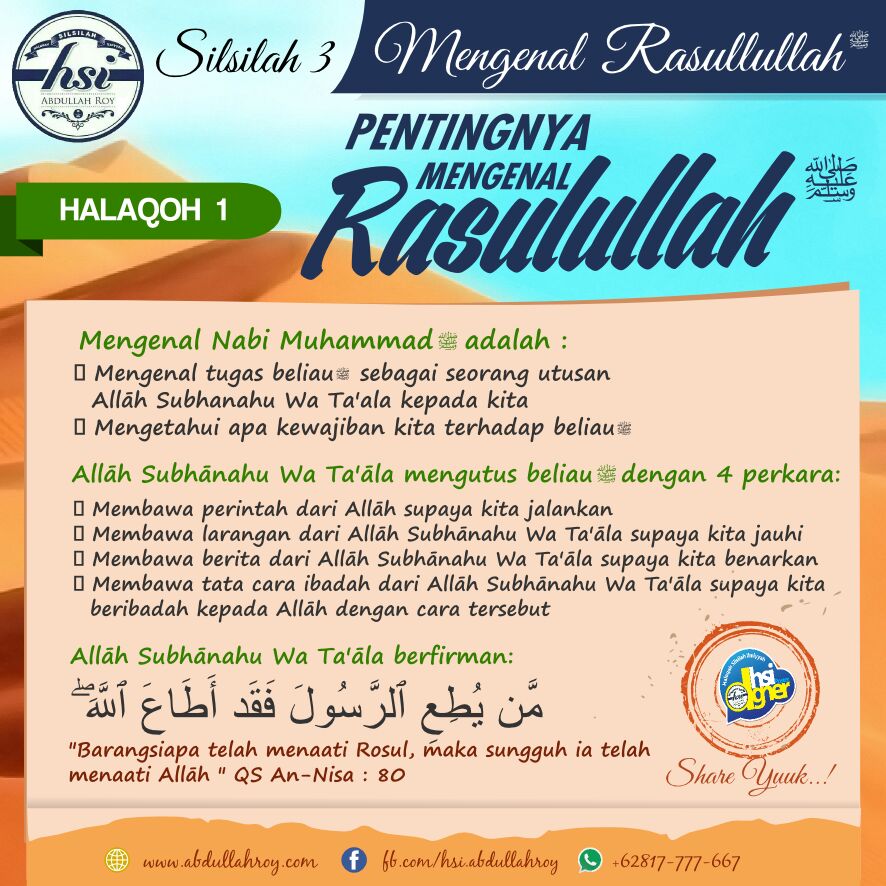 SILSILAH
hsi
ABDULLAH ROY
Silsilah 3
Mengenal Rasullullah ﷺ
PENTINGNYA
MENGENAL
Rasulullah ﷺ
HALAQOH 1
Mengenal Nabi Muhammad ﷺ adalah :
▯ Mengenal tugas beliau ﷺ sebagai seorang utusan
Allāh Subhanahu Wa Ta'ala kepada kita
▯ Mengetahui apa kewajiban kita terhadap beliau ﷺ
Allāh Subhānahu Wa Ta'āla mengutus beliau ﷺ dengan 4 perkara:
▯ Membawa perintah dari Allāh supaya kita jalankan
▯ Membawa larangan dari Allāh Subhānahu Wa Ta'āla supaya kita jauhi
▯ Membawa berita dari Allāh Subhānahu Wa Ta'āla supaya kita benarkan
▯ Membawa tata cara ibadah dari Allāh Subhānahu Wa Ta'āla supaya kita
beribadah kepada Allāh dengan cara tersebut
Allāh Subhānahu Wa Ta'āla berfirman:
مَّن يُطِعِ ٱلرَّسُولَ فَقَد أَطَاعَ ٱللَّهَ ۖ
"Barangsiapa telah menaati Rosul, maka sungguh ia telah
menaati Allāh " QS An-Nisa : 80
Halaqah Silsilah Ilmiyyah
hsi
dsigner
Share Yuuk..!
www.abdullahroy.com
fb.com/hsi.abdullahroy
+62817-777-667